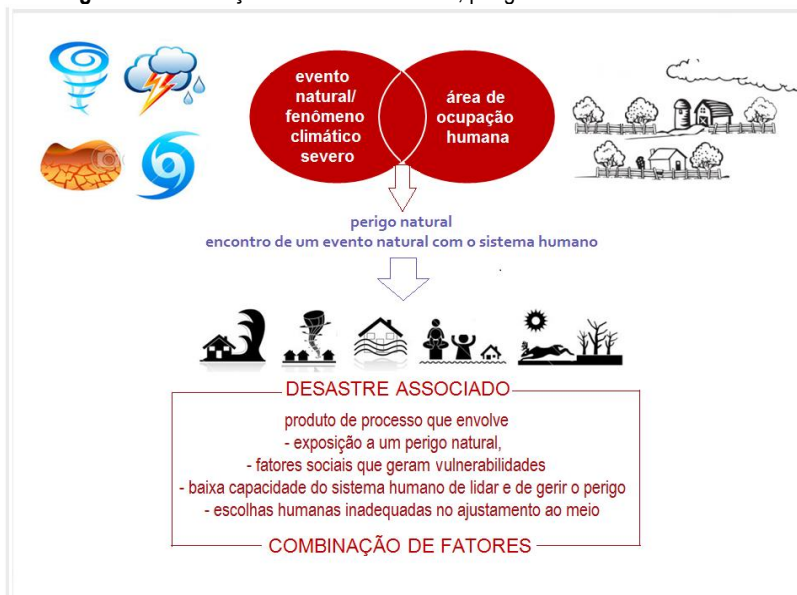 evento
natural/
fenômeno
climático
severo
área de
ocupação
humana
perigo natural
encontro de um evento natural com o sistema humano
DESASTRE ASSOCIADO
produto de processo que envolve
- exposição a um perigo natural,
- fatores sociais que geram vulnerabilidades
- baixa capacidade do sistema humano de lidar e de gerir o perigo
- escolhas humanas inadequadas no ajustamento ao meio
COMBINAÇÃO DE FATORES